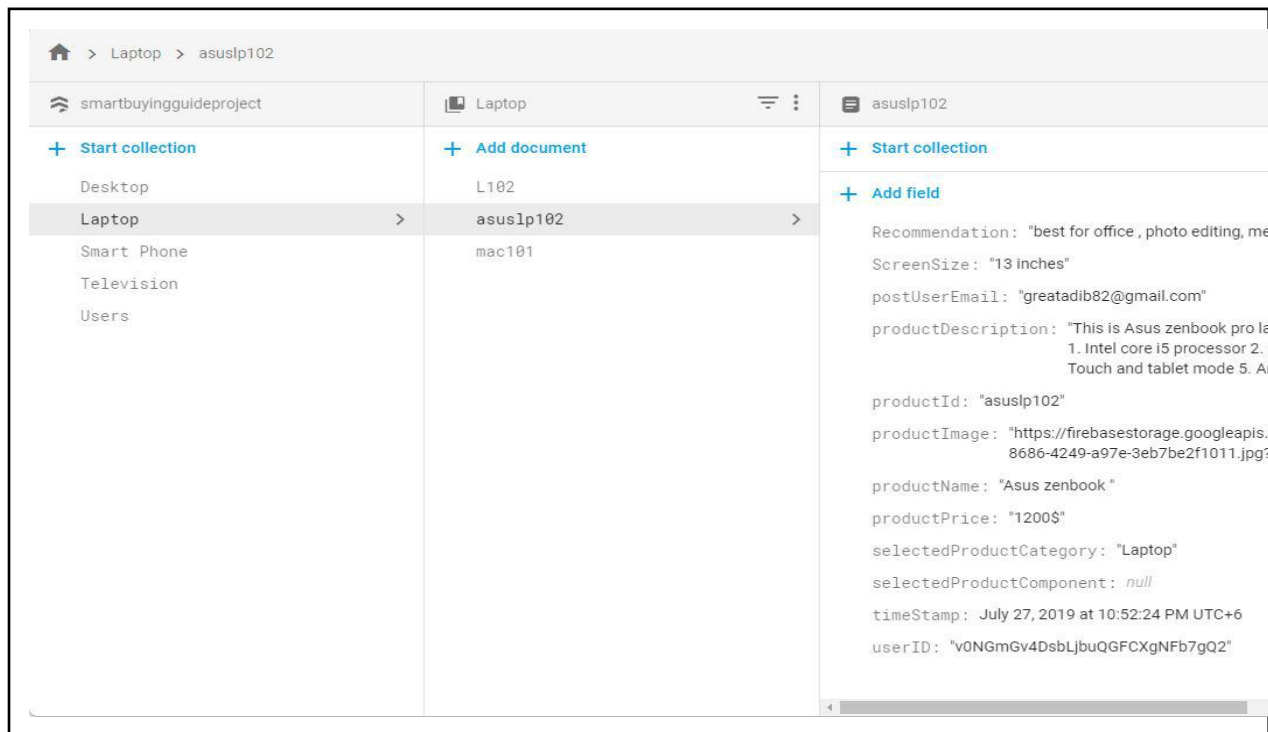 Laptop > asuslp102
smartbuyingguideproject
Laptop
asuslp102
+ Start collection
+ Add document
+ Start collection
Desktop
Laptop
Smart Phone
Television
Users
L102
asuslp102
mac101
+ Add field
Recommendation: "best for office , photo editing, me
ScreenSize: "13 inches"
postUserEmail: "greatadib82@gmail.com"
productDescription: "This is Asus zenbook pro la
1. Intel core i5 processor 2.
Touch and tablet mode 5. A
productId: "asuslp102"
productImage: "https://firebasestorage.googleapis.
8686-4249-a97e-3eb7be2f1011.jpg?
productName: "Asus zenbook "
productPrice: "1200$"
selectedProductCategory: "Laptop"
selectedProductComponent: null
timeStamp: July 27, 2019 at 10:52:24 PM UTC+6
userID: "v0NGmGv4DsbLjbuQGFCXgNFb7gQ2"